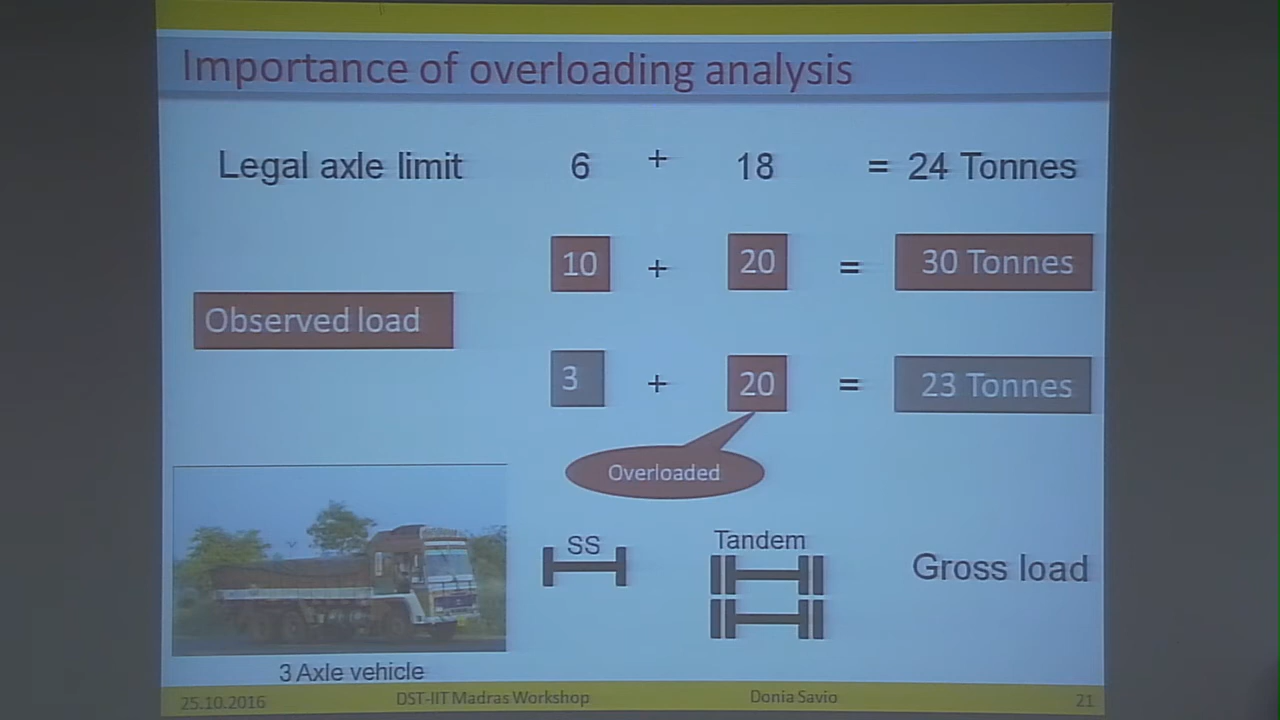 Importance of overloading analysis
Legal axle limit 6 + 18 = 24 Tonnes
10 + 20 = 30 Tonnes
Observed load
3 + 20 = 23 Tonnes
Overloaded
SS Tandem
Gross load
3 Axle vehicle
25.10.2016 DST-IIT Madras Workshop Donia Savio 21